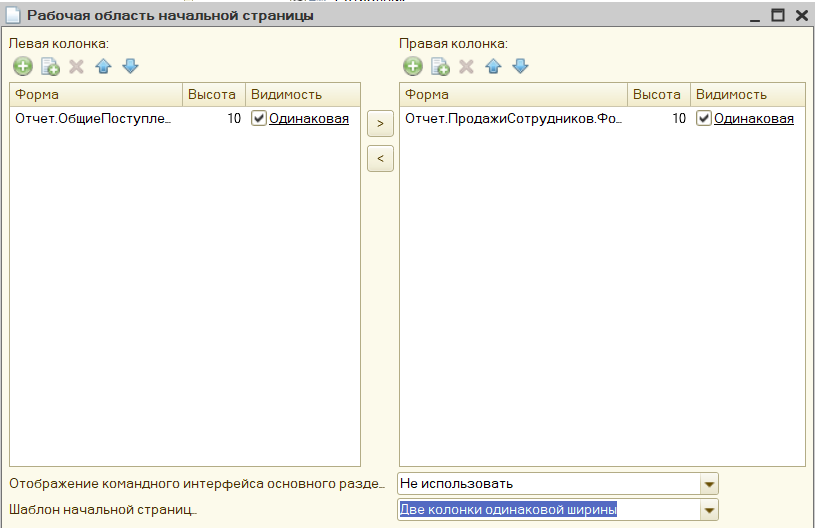 Рабочая область начальной страницы
Левая колонка:
Правая колонка:
Форма Высота Видимость
Форма Высота Видимость
Отчет.ОбщиеПоступле... 10 Одинаковая
>
Отчет.ПродажиСотрудников.Фо... 10 Одинаковая
<
Отображение командного интерфейса основного разде... Не использовать
Шаблон начальной страниц... Две колонки одинаковой ширины